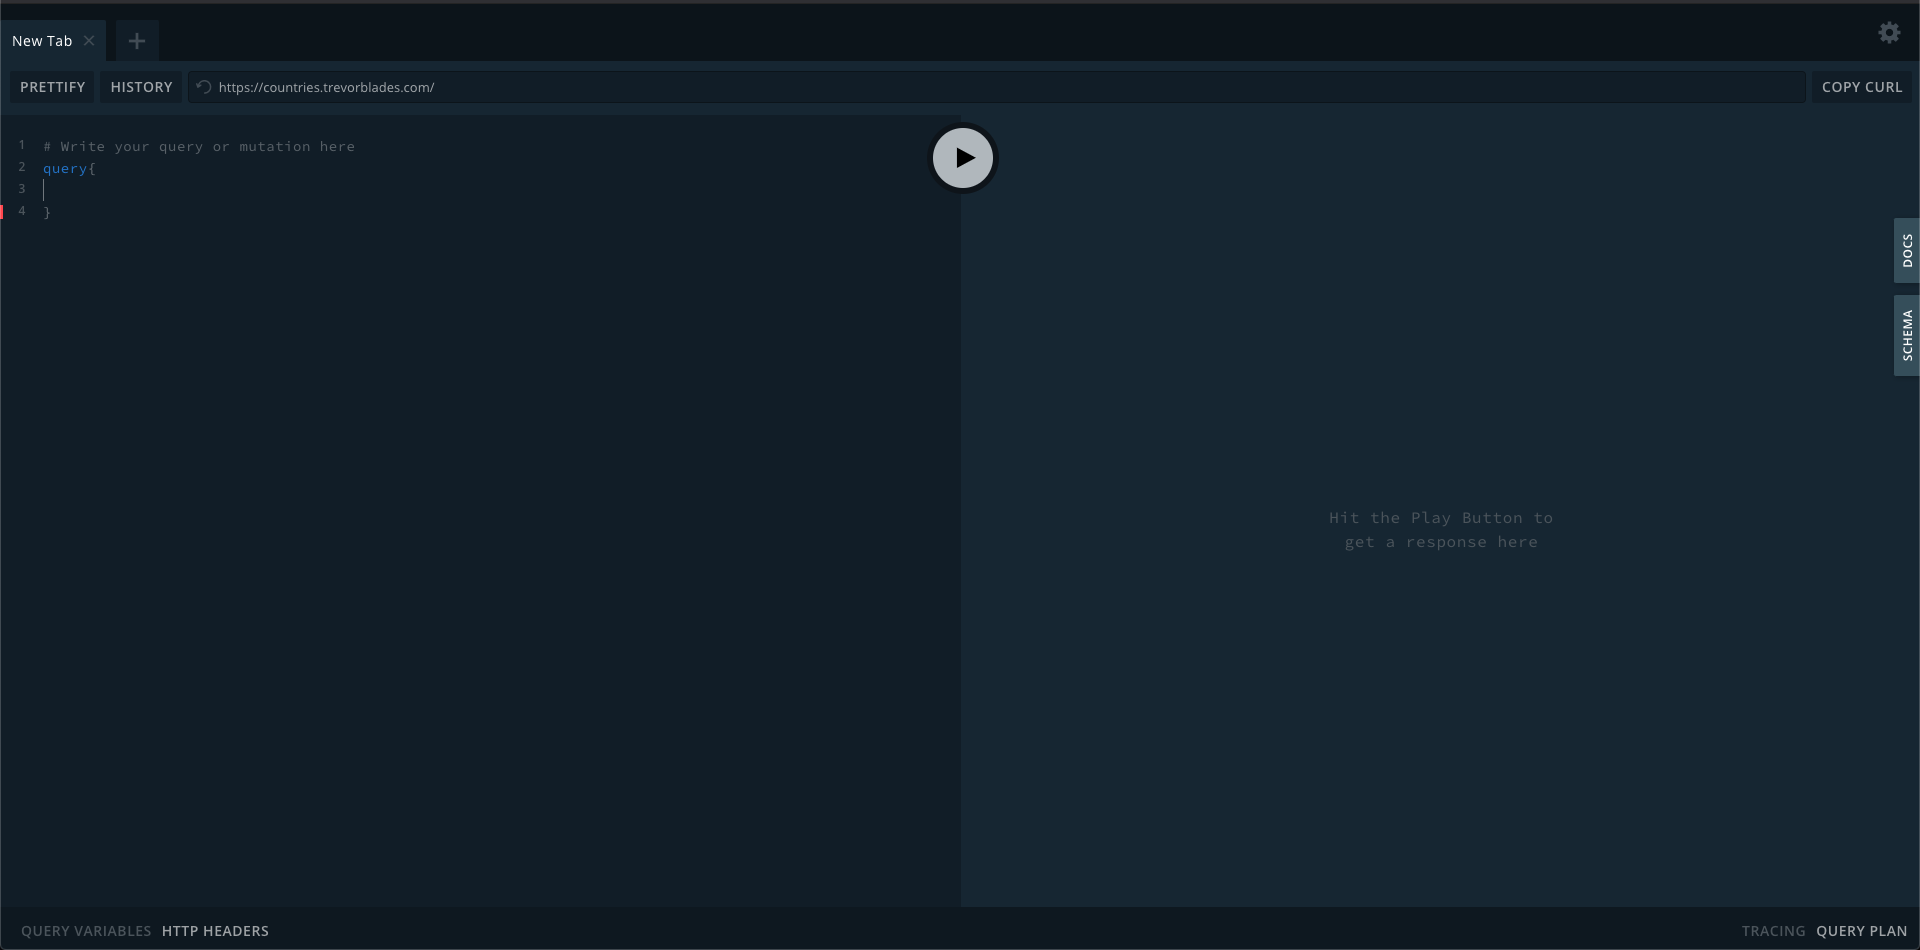 New Tab
PRETTIFY HISTORY https://countries.trevorblades.com/ COPY CURL
1 # Write your query or mutation here
2 query{
3
4 }
DOCS
SCHEMA
Hit the Play Button to
get a response here
QUERY VARIABLES HTTP HEADERS TRACING QUERY PLAN